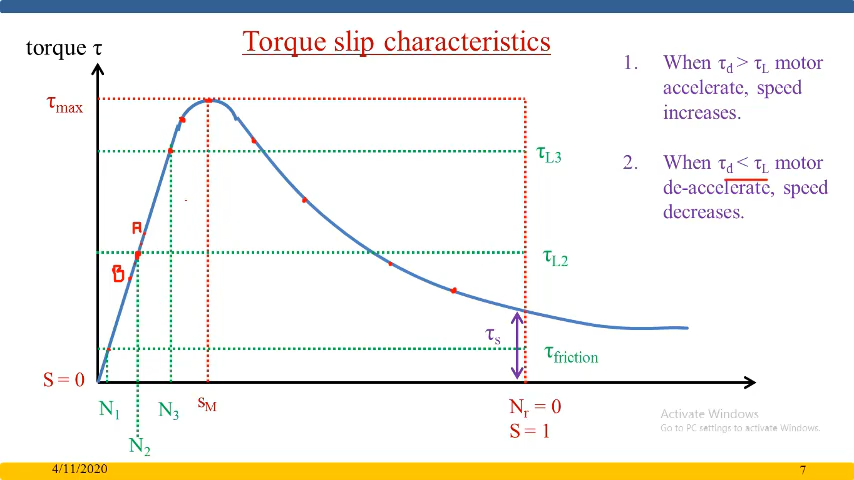 Torque slip characteristics
torque τ
τmax
τL3
τL2
τs
τfriction
A
B
S = 0
N1
N2
N3
sM
Nr = 0
S = 1
1. When τd > τL motor
accelerate, speed
increases.
2. When τd < τL motor
de-accelerate, speed
decreases.
Activate Windows
Go to PC settings to activate Windows.
4/11/2020
7